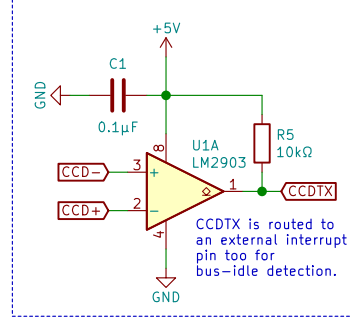 +5V
C1
GND
0.1µF
R5
10kΩ
U1A
LM2903
8
CCD-
3
+
1
CCDTX
CCD+
2
-
4
CCDTX is routed to
an external interrupt
pin too for
bus-idle detection.
GND